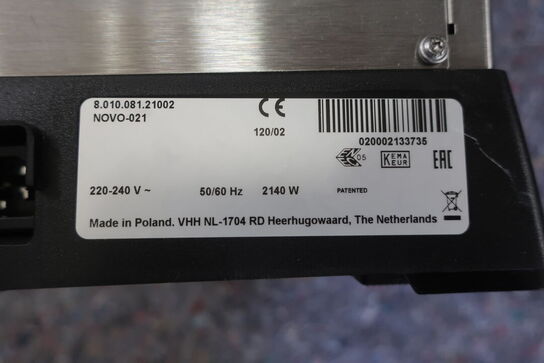 8.010.081.21002
NOVO-021
CE
120/02
020002133735
05
KEMA
KEUR
EAC
220-240 V ~ 50/60 Hz 2140 W
PATENTED
Made in Poland. VHH NL-1704 RD Heerhugowaard, The Netherlands